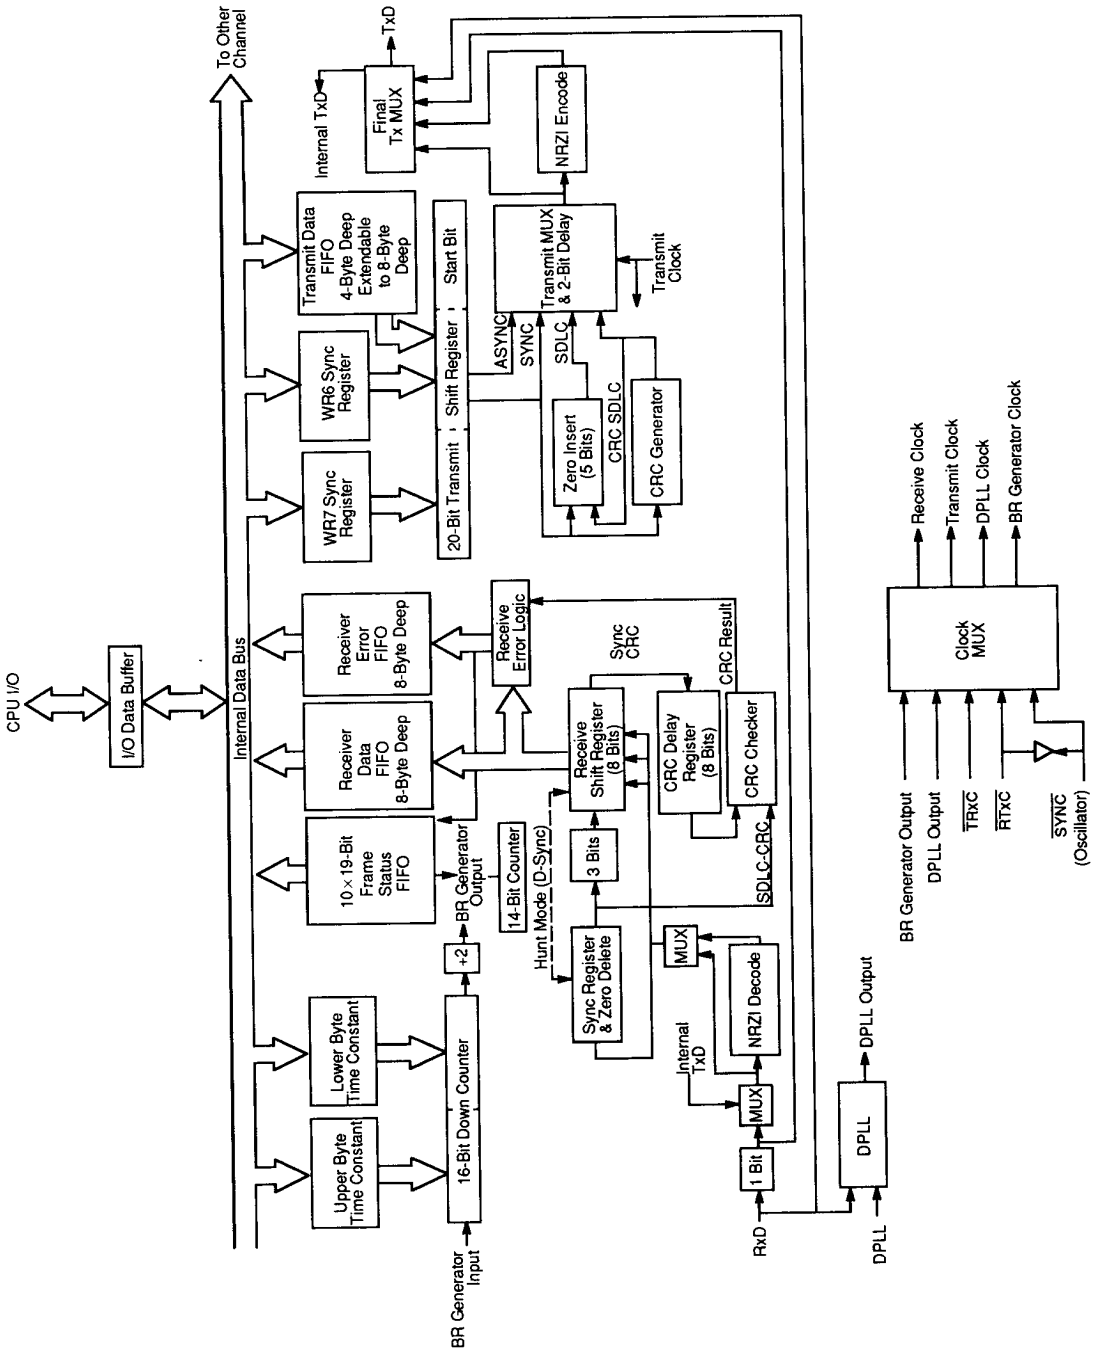 CPU I/O
I/O Data Buffer
Internal Data Bus
To Other
Channel
Upper Byte
Time Constant
Lower Byte
Time Constant
10×19-Bit
Frame
Status
FIFO
Receiver
Data
FIFO
8-Byte Deep
Receiver
Error
FIFO
8-Byte Deep
WR7 Sync
Register
WR6 Sync
Register
Transmit Data
FIFO
4-Byte Deep
Extendable
to 8-Byte
Deep
Internal TxD
Final
Tx MUX
TxD
BR Generator
Input
16-Bit Down Counter
+2
BR Generator
Output
14-Bit Counter
Receive
Error Logic
20-Bit Transmit
Shift Register
Start Bit
ASYNC
SYNC
SDLC
Transmit MUX
& 2-Bit Delay
NRZI Encode
Transmit
Clock
Zero Insert
(5 Bits)
CRC SDLC
CRC Generator
Hunt Mode (D-Sync)
Sync Register
& Zero Delete
3 Bits
Receive
Shift Register
(8 Bits)
Sync
CRC
CRC Delay
Register
(8 Bits)
CRC Result
CRC Checker
SDLC-CRC
MUX
Internal
TxD
NRZI Decode
MUX
1 Bit
RxD
DPLL
DPLL
DPLL Output
BR Generator Output
DPLL Output
TRxC
RTxC
SYNC
(Oscillator)
Clock
MUX
Receive Clock
Transmit Clock
DPLL Clock
BR Generator Clock